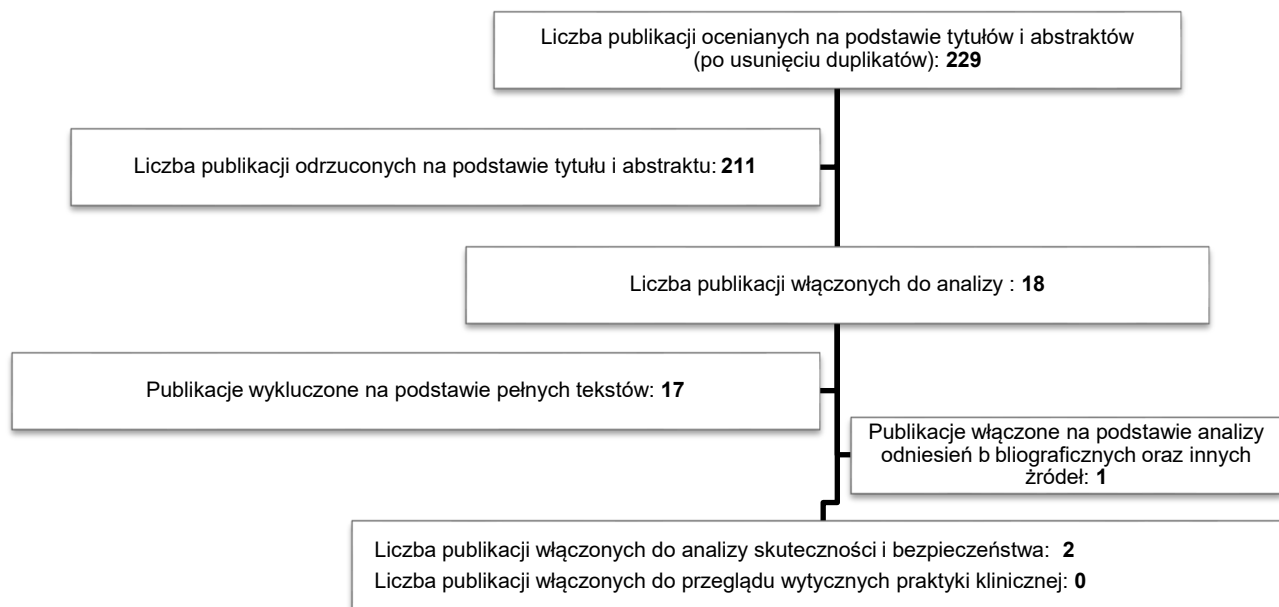 Liczba publikacji ocenianych na podstawie tytułów i abstraktów
(po usunięciu duplikatów): 229
Liczba publikacji odrzuconych na podstawie tytułu i abstraktu: 211
Liczba publikacji włączonych do analizy : 18
Publikacje wykluczone na podstawie pełnych tekstów: 17
Publikacje włączone na podstawie analizy
odniesień b bliograficznych oraz innych
źródeł: 1
Liczba publikacji włączonych do analizy skuteczności i bezpieczeństwa: 2
Liczba publikacji włączonych do przeglądu wytycznych praktyki klinicznej: 0